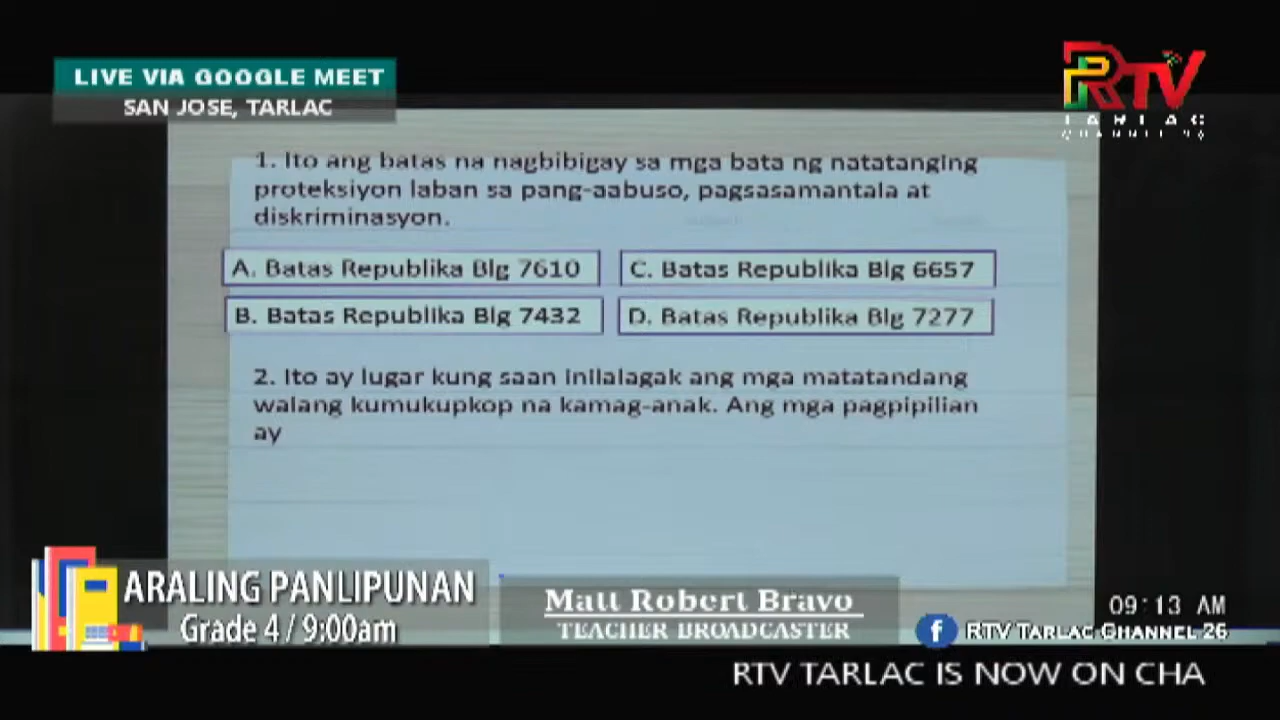 LIVE VIA GOOGLE MEET
SAN JOSE, TARLAC
RTV
TARLAC
CHANNEL 26
1. Ito ang batas na nagbibigay sa mga bata ng natatanging
proteksiyon laban sa pang-aabuso, pagsasamantala at
diskriminasyon.
A. Batas Republika Blg 7610
C. Batas Republika Blg 6657
B. Batas Republika Blg 7432
D. Batas Republika Blg 7277
2. Ito ay lugar kung saan inilalagak ang mga matatandang
walang kumukupkop na kamag-anak. Ang mga pagpipilian
ay
ARALING PANLIPUNAN
Grade 4 / 9:00am
Matt Robert Bravo
TEACHER BROADCASTER
09:13 AM
RTV TARLAC CHANNEL 26
RTV TARLAC IS NOW ON CHA